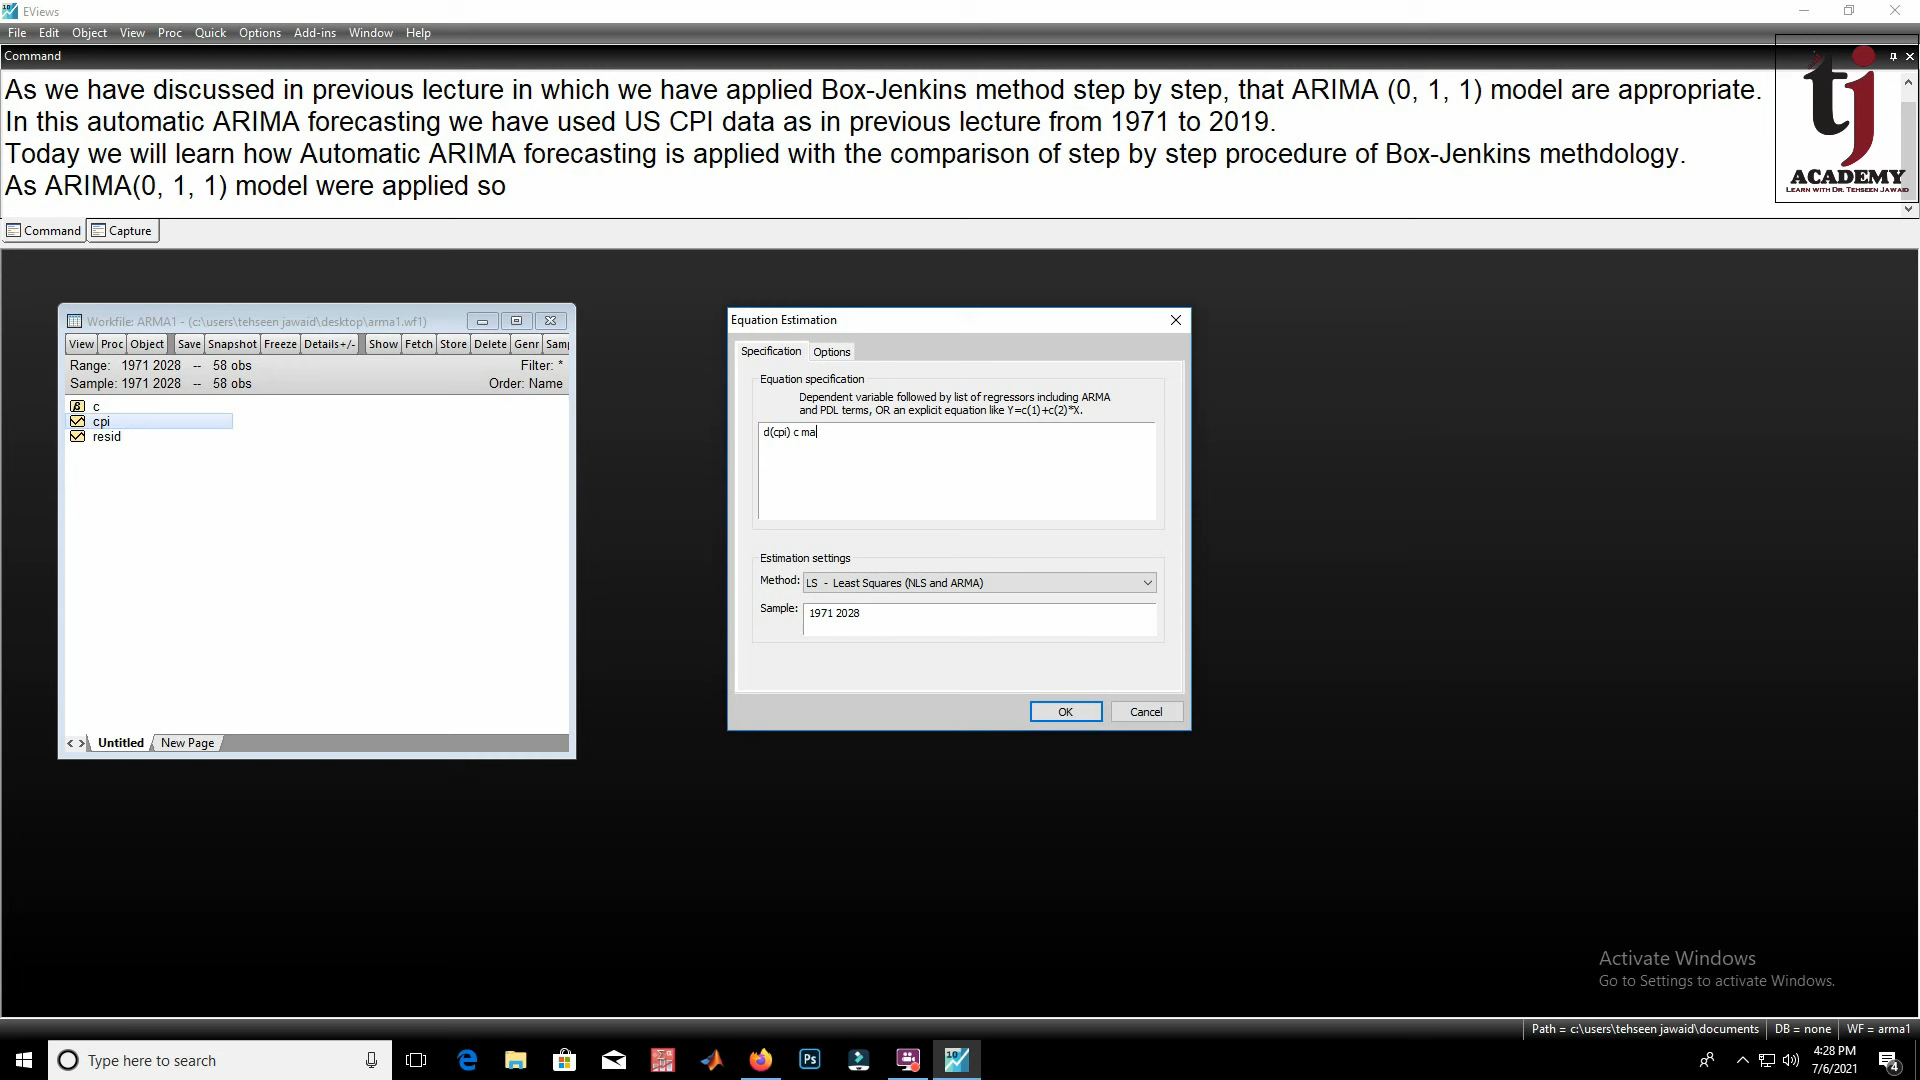 EViews
File Edit Object View Proc Quick Options Add-ins Window Help
Command
As we have discussed in previous lecture in which we have applied Box-Jenkins method step by step, that ARIMA (0, 1, 1) model are appropriate.
In this automatic ARIMA forecasting we have used US CPI data as in previous lecture from 1971 to 2019.
Today we will learn how Automatic ARIMA forecasting is applied with the comparison of step by step procedure of Box-Jenkins methdology.
As ARIMA(0, 1, 1) model were applied so
tj
ACADEMY
LEARN WITH DR. TEHSEEN JAWAID
Command Capture
Workfile: ARMA1 - (c:\users\tehseen jawaid\desktop\arma1.wf1)
View Proc Object Save Snapshot Freeze Details+/- Show Fetch Store Delete Genr Samp
Range: 1971 2028 -- 58 obs Filter: *
Sample: 1971 2028 -- 58 obs Order: Name
β c
cpi
resid
< > Untitled New Page
Equation Estimation
Specification Options
Equation specification
Dependent variable followed by list of regressors including ARMA
and PDL terms, OR an explicit equation like Y=c(1)+c(2)*X.
d(cpi) c ma
Estimation settings
Method: LS - Least Squares (NLS and ARMA)
Sample: 1971 2028
OK Cancel
Activate Windows
Go to Settings to activate Windows.
Path = c:\users\tehseen jawaid\documents DB = none WF = arma1
Type here to search
Ps
10
4:28 PM
7/6/2021
4